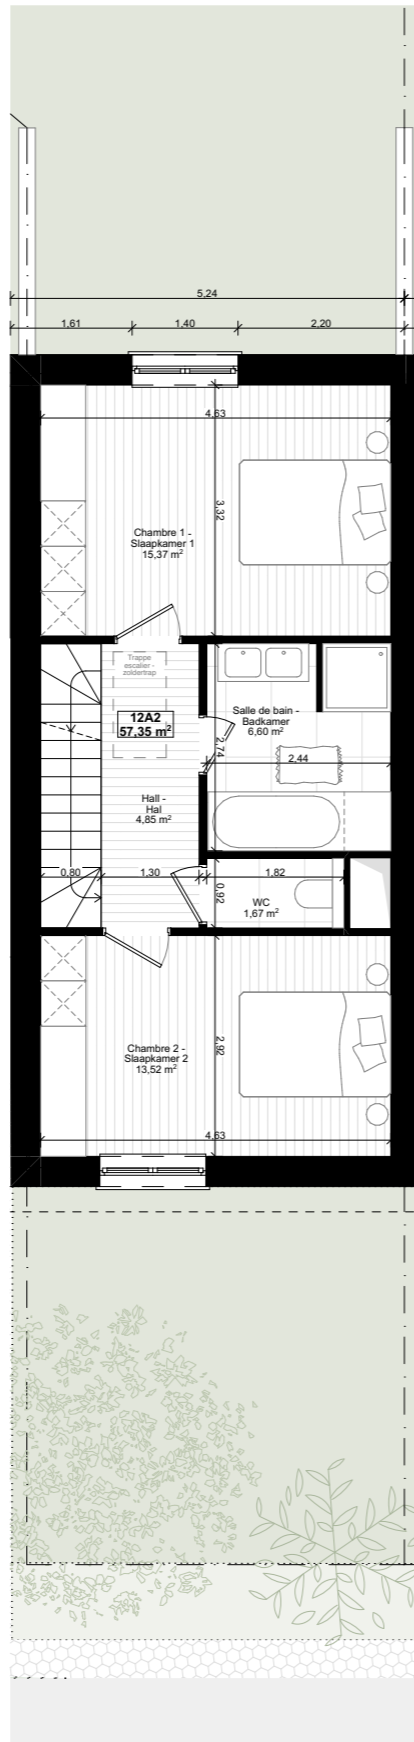 5,24
1,61
1,40
2,20
4,63
3,32
Chambre 1 -
Slaapkamer 1
15,37 m²
Trappe
escalier -
zoldertrap
12A2
57,35 m²
Salle de bain -
Badkamer
6,60 m²
2,74
2,44
Hall -
Hal
4,85 m²
0,80
1,30
0,92
1,82
WC
1,67 m²
Chambre 2 -
Slaapkamer 2
13,52 m²
2,92
4,63